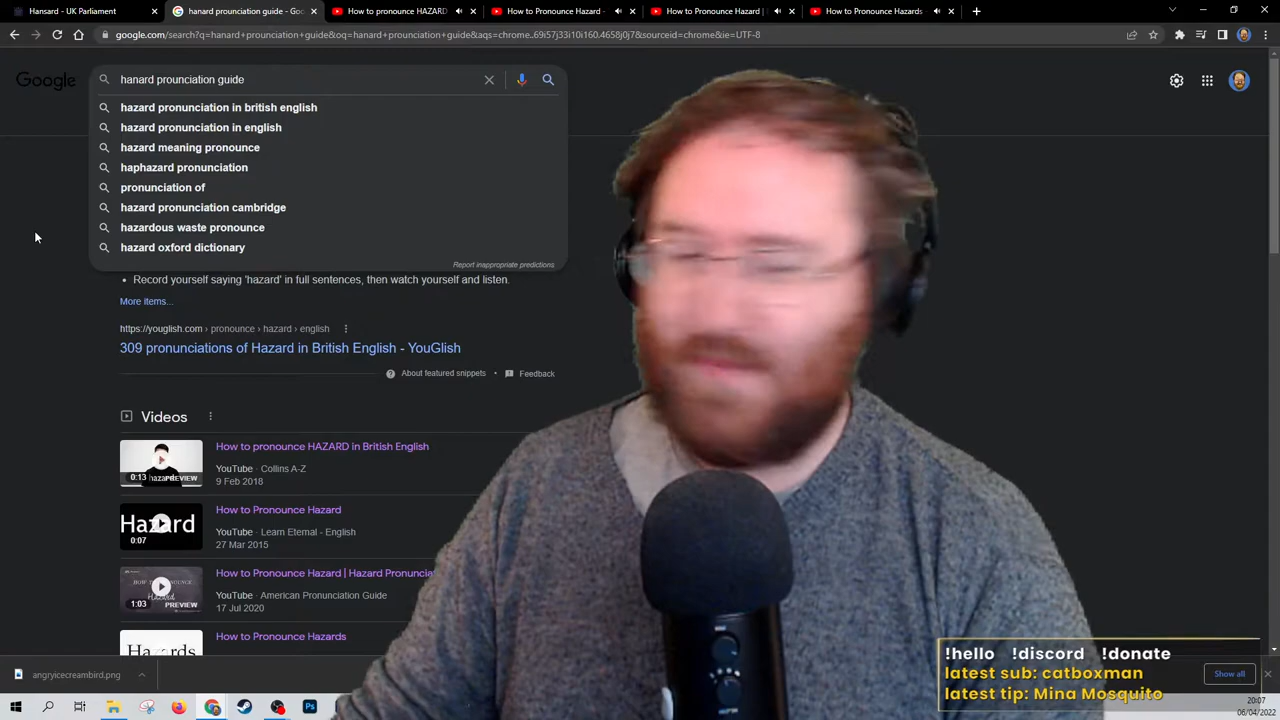 Hansard - UK Parliament
hanard prounciation guide - Goo
How to pronounce HAZARD
How to Pronounce Hazard -
How to Pronounce Hazard |
How to Pronounce Hazards -
google.com/search?q=hanard+prounciation+guide&oq=hanard+prounciation+guide&aqs=chrome..69i57j33i10i160.4658j0j7&sourceid=chrome&ie=UTF-8
Google
hanard prounciation guide
hazard pronunciation in british english
hazard pronunciation in english
hazard meaning pronounce
haphazard pronunciation
pronunciation of
hazard pronunciation cambridge
hazardous waste pronounce
hazard oxford dictionary
Report inappropriate predictions
• Record yourself saying 'hazard' in full sentences, then watch yourself and listen.
More items...
https://youglish.com › pronounce › hazard › english
309 pronunciations of Hazard in British English - YouGlish
About featured snippets • Feedback
Videos
How to pronounce HAZARD in British English
YouTube · Collins A-Z
9 Feb 2018
0:13
PREVIEW
How to Pronounce Hazard
YouTube · Learn Eternal - English
27 Mar 2015
Hazard
0:07
How to Pronounce Hazard | Hazard Pronuncia
YouTube · American Pronunciation Guide
17 Jul 2020
Hazard
1:03
PREVIEW
How to Pronounce Hazards
Hazards
!hello !discord !donate
latest sub: catboxman
latest tip: Mina Mosquito
angryicecreambird.png
Show all
20:07
06/04/2022